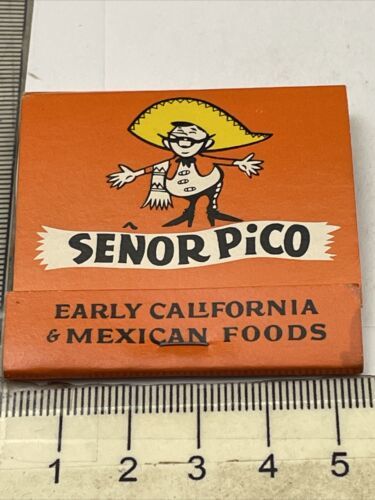 SEÑOR PiCO
EARLY CALIFORNIA
& MEXICAN FOODS
1 2 3 4 5